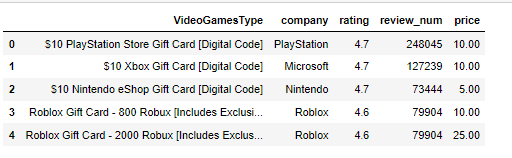 VideoGamesType company rating review_num price
0 $10 PlayStation Store Gift Card [Digital Code] PlayStation 4.7 248045 10.00
1 $10 Xbox Gift Card [Digital Code] Microsoft 4.7 127239 10.00
2 $10 Nintendo eShop Gift Card [Digital Code] Nintendo 4.7 73444 5.00
3 Roblox Gift Card - 800 Robux [Includes Exclusi... Roblox 4.6 79904 10.00
4 Roblox Gift Card - 2000 Robux [Includes Exclus... Roblox 4.6 79904 25.00